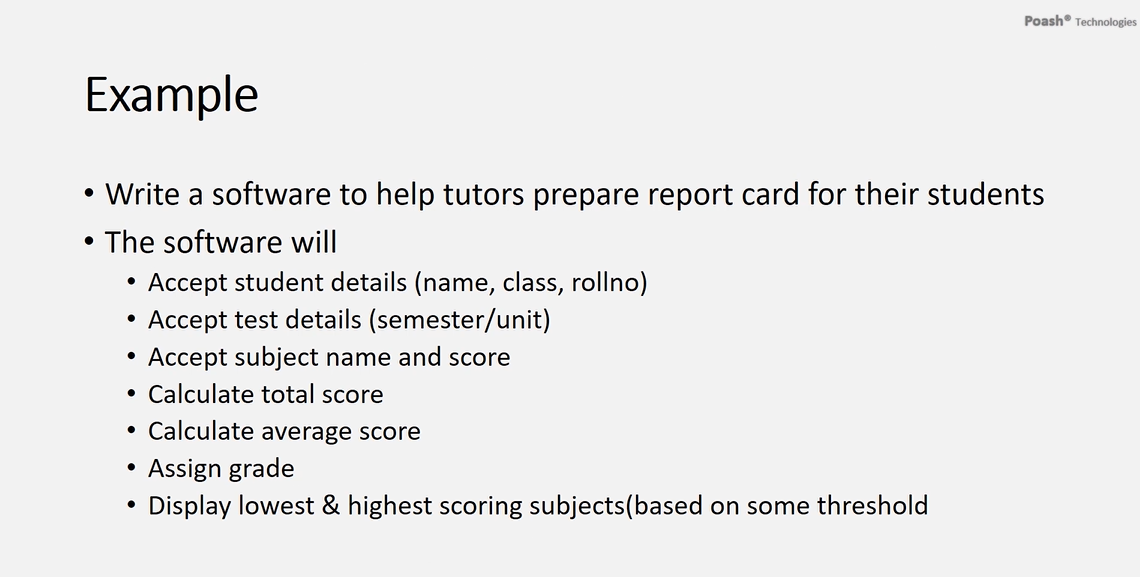 Poash® Technologies
Example
• Write a software to help tutors prepare report card for their students
• The software will
• Accept student details (name, class, rollno)
• Accept test details (semester/unit)
• Accept subject name and score
• Calculate total score
• Calculate average score
• Assign grade
• Display lowest & highest scoring subjects(based on some threshold